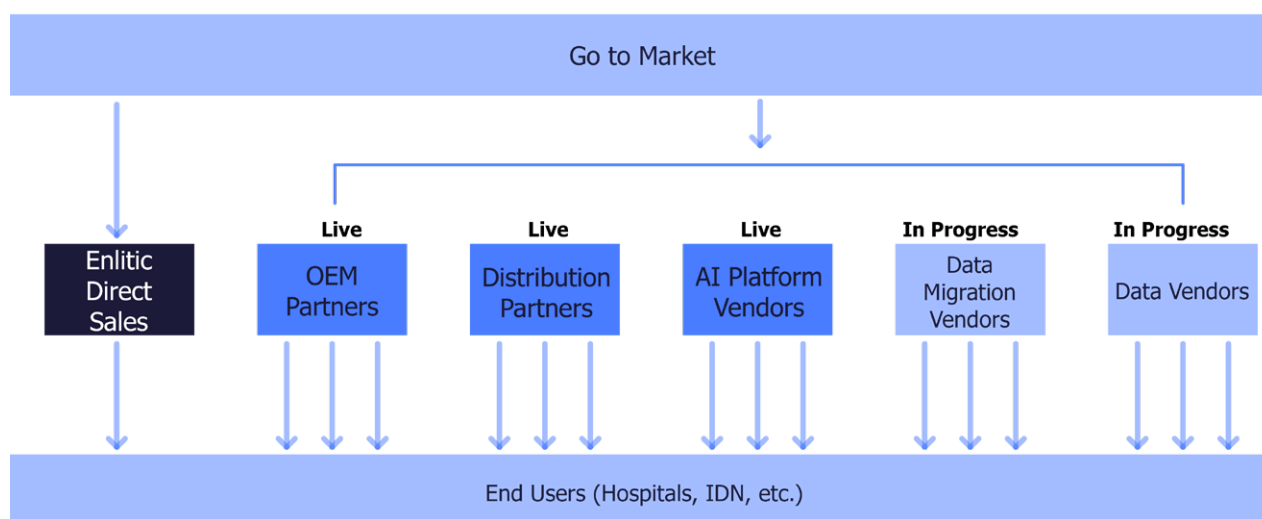 Go to Market
Live
Live
Live
In Progress
In Progress
Enlitic
Direct
Sales
OEM
Partners
Distribution
Partners
AI Platform
Vendors
Data
Migration
Vendors
Data Vendors
End Users (Hospitals, IDN, etc.)